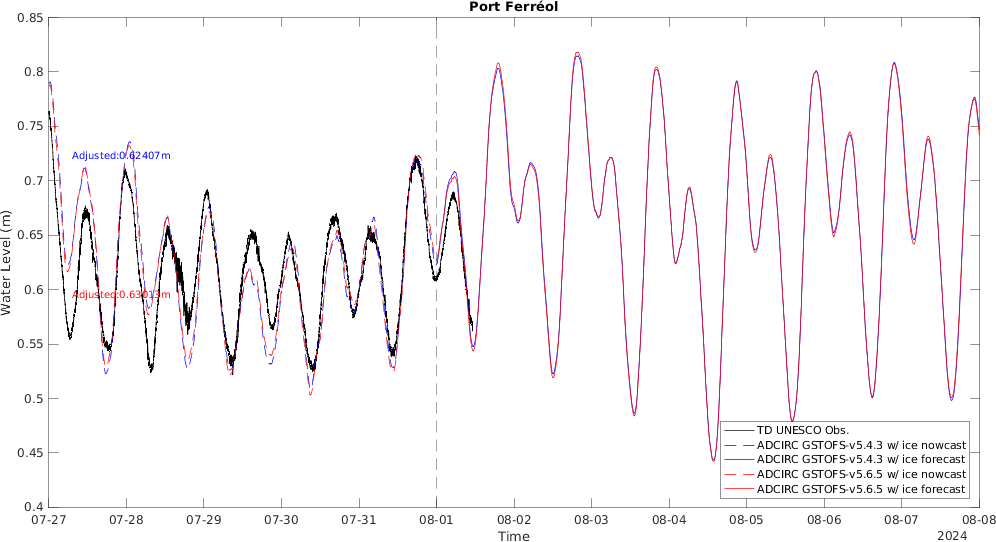 Port Ferréol
0.85
0.8
0.75
0.7
0.65
0.6
0.55
0.5
0.45
0.4
Water Level (m)
Adjusted:0.62407m
Adjusted:0.63013m
TD UNESCO Obs.
ADCIRC GSTOFS-v5.4.3 w/ ice nowcast
ADCIRC GSTOFS-v5.4.3 w/ ice forecast
ADCIRC GSTOFS-v5.6.5 w/ ice nowcast
ADCIRC GSTOFS-v5.6.5 w/ ice forecast
07-27 07-28 07-29 07-30 07-31 08-01 08-02 08-03 08-04 08-05 08-06 08-07 08-08
Time
2024